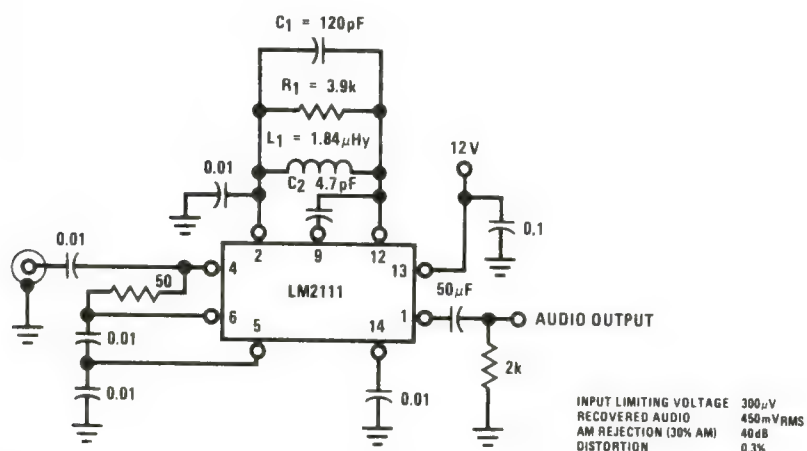 C1 = 120pF
R1 = 3.9k
L1 = 1.84µHy
12V
0.01
C2 4.7pF
0.01
0.1
2
9
12
4
13
50
LM2111
50µF
6
1
AUDIO OUTPUT
5
14
0.01
2k
0.01
0.01
INPUT LIMITING VOLTAGE 300µV
RECOVERED AUDIO 450mVRMS
AM REJECTION (30% AM) 40dB
DISTORTION 0.3%